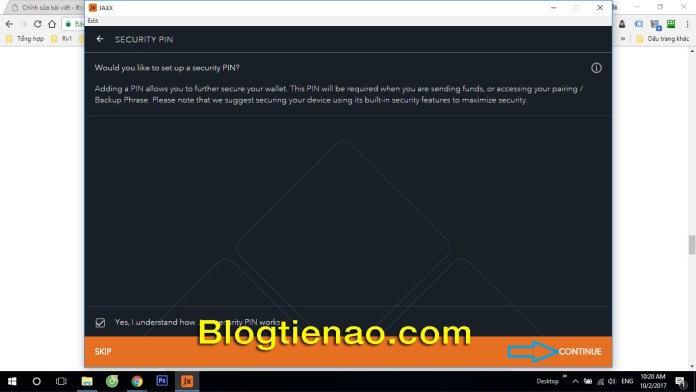 Chỉnh sửa bài viết ‹ Bl
JAXX
Edit
Tổng hợp
Rv1
Dấu trang khác
SECURITY PIN
Would you like to set up a security PIN?
Adding a PIN allows you to further secure your wallet. This PIN will be required when you are sending funds, or accessing your pairing /
Backup Phrase. Please note that we suggest securing your device using its built-in security features to maximize security.
Yes, I understand how security PIN works
Blogtienao.com
SKIP
CONTINUE
Desktop
ENG
10:20 AM
10/2/2017